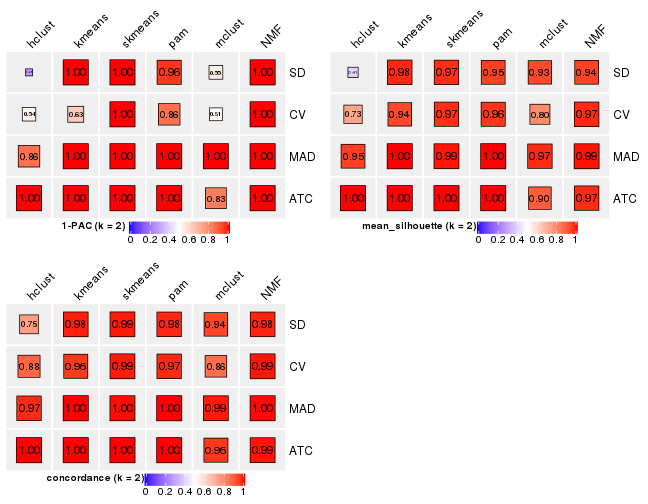 hclust kmeans skmeans pam mclust NMF
1.00 1.00 0.96 0.55 1.00 SD
0.54 0.63 1.00 0.86 0.51 1.00 CV
0.86 1.00 1.00 1.00 1.00 1.00 MAD
1.00 1.00 1.00 1.00 0.83 1.00 ATC
1-PAC (k = 2)
0 0.2 0.4 0.6 0.8 1
hclust kmeans skmeans pam mclust NMF
0.98 0.97 0.95 0.93 0.94 SD
0.73 0.94 0.97 0.96 0.80 0.97 CV
0.95 1.00 0.99 1.00 0.97 0.99 MAD
1.00 1.00 1.00 1.00 0.90 0.97 ATC
mean_silhouette (k = 2)
0 0.2 0.4 0.6 0.8 1
hclust kmeans skmeans pam mclust NMF
0.75 0.98 0.99 0.98 0.94 0.98 SD
0.88 0.96 0.99 0.97 0.86 0.99 CV
0.97 1.00 1.00 1.00 0.99 1.00 MAD
1.00 1.00 1.00 1.00 0.96 0.99 ATC
concordance (k = 2)
0 0.2 0.4 0.6 0.8 1